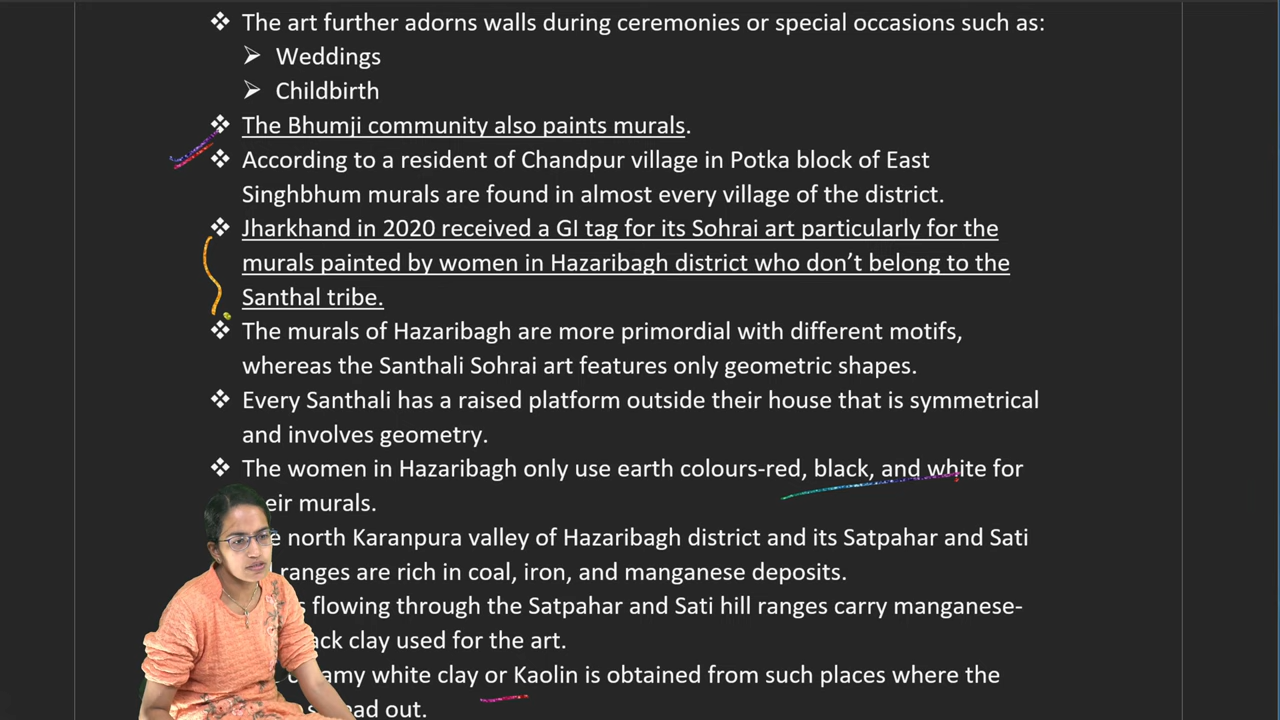 ❖ The art further adorns walls during ceremonies or special occasions such as:
➢ Weddings
➢ Childbirth
❖ The Bhumji community also paints murals.
❖ According to a resident of Chandpur village in Potka block of East
Singhbhum murals are found in almost every village of the district.
❖ Jharkhand in 2020 received a GI tag for its Sohrai art particularly for the
murals painted by women in Hazaribagh district who don’t belong to the
Santhal tribe.
❖ The murals of Hazaribagh are more primordial with different motifs,
whereas the Santhali Sohrai art features only geometric shapes.
❖ Every Santhali has a raised platform outside their house that is symmetrical
and involves geometry.
❖ The women in Hazaribagh only use earth colours-red, black, and white for
eir murals.
north Karanpura valley of Hazaribagh district and its Satpahar and Sati
ranges are rich in coal, iron, and manganese deposits.
flowing through the Satpahar and Sati hill ranges carry manganese-
ack clay used for the art.
white clay or Kaolin is obtained from such places where the
out.